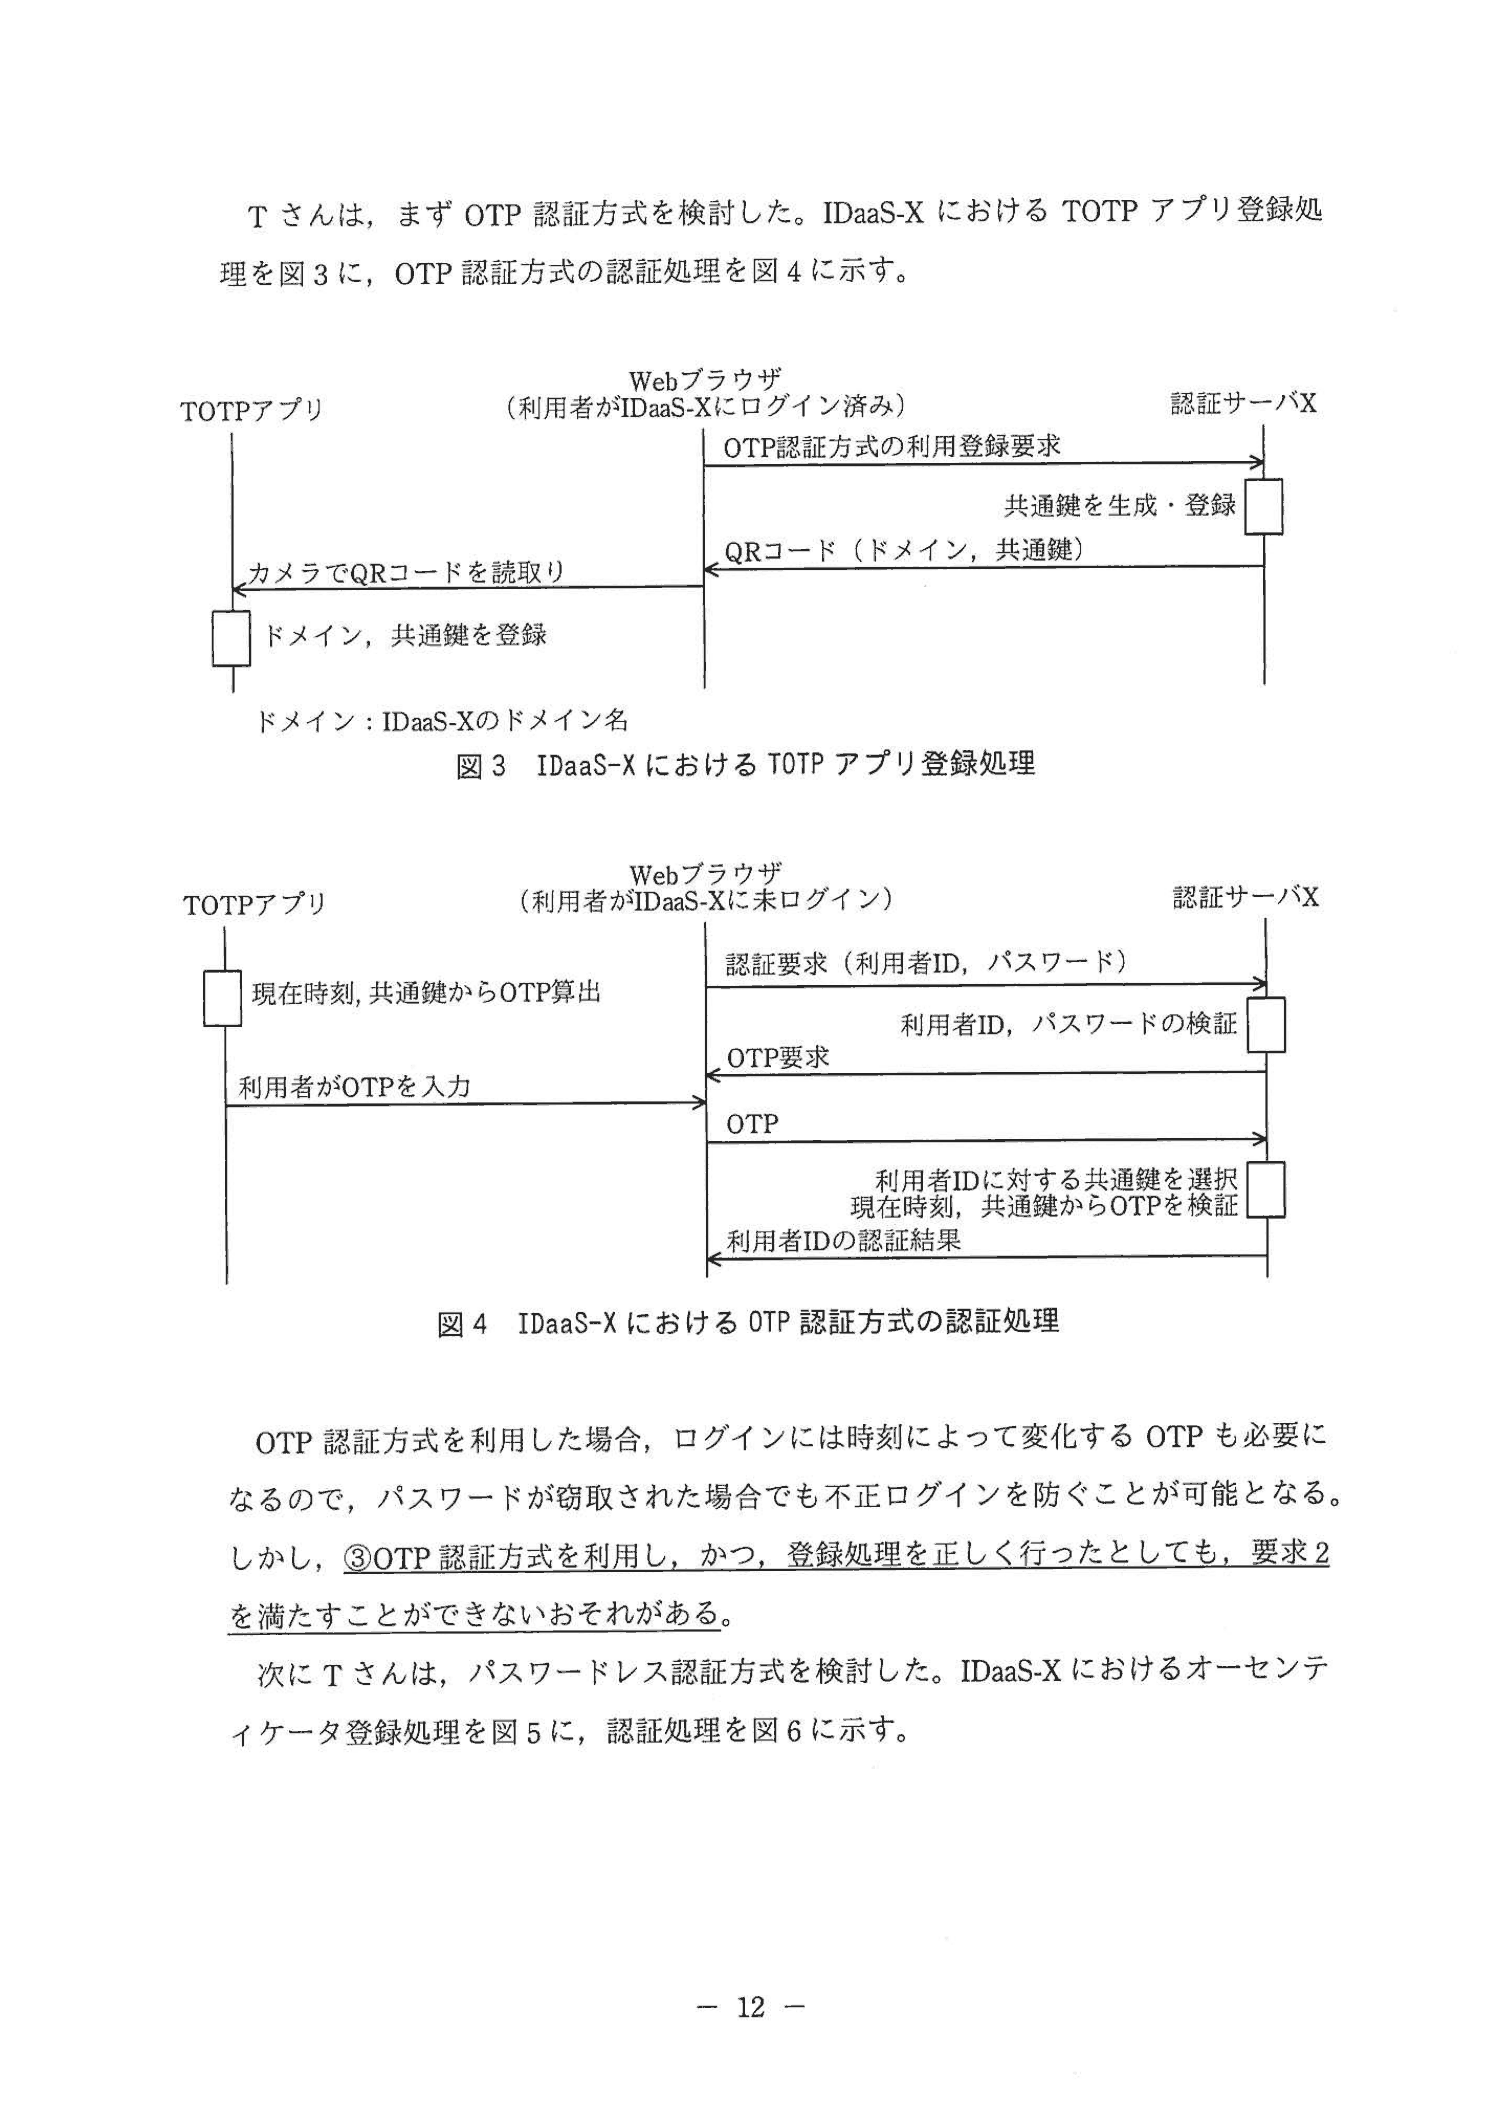 T さんは，まず OTP 認証方式を検討した。IDaaS-X における TOTP アプリ登録処
理を図 3 に，OTP 認証方式の認証処理を図 4 に示す。
Webブラウザ
TOTPアプリ
（利用者がIDaaS-Xにログイン済み）
認証サーバX
OTP認証方式の利用登録要求
共通鍵を生成・登録
QRコード（ドメイン，共通鍵）
カメラでQRコードを読取り
ドメイン，共通鍵を登録
ドメイン：IDaaS-Xのドメイン名
図 3　IDaaS-X における TOTP アプリ登録処理
Webブラウザ
TOTPアプリ
（利用者がIDaaS-Xに未ログイン）
認証サーバX
認証要求（利用者ID，パスワード）
現在時刻, 共通鍵からOTP算出
利用者ID，パスワードの検証
OTP要求
利用者がOTPを入力
OTP
利用者IDに対する共通鍵を選択
現在時刻，共通鍵からOTPを検証
利用者IDの認証結果
図 4　IDaaS-X における OTP 認証方式の認証処理
OTP 認証方式を利用した場合，ログインには時刻によって変化する OTP も必要に
なるので，パスワードが窃取された場合でも不正ログインを防ぐことが可能となる。
しかし，③OTP 認証方式を利用し，かつ，登録処理を正しく行ったとしても，要求 2
を満たすことができないおそれがある。
次に T さんは，パスワードレス認証方式を検討した。IDaaS-X におけるオーセンテ
ィケータ登録処理を図 5 に，認証処理を図 6 に示す。
－ 12 －